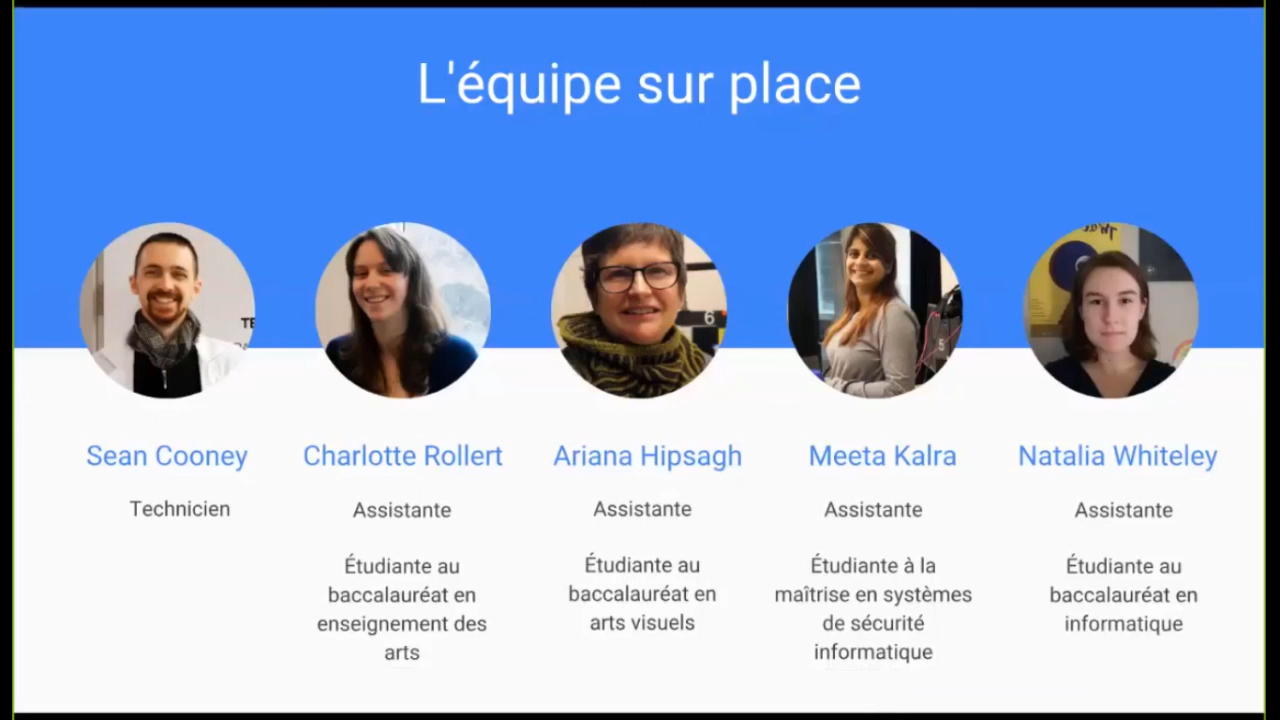 L'équipe sur place
Sean Cooney
Technicien
Charlotte Rollert
Assistante
Étudiante au
baccalauréat en
enseignement des
arts
Ariana Hipsagh
Assistante
Étudiante au
baccalauréat en
arts visuels
6
Meeta Kalra
Assistante
Étudiante à la
maîtrise en systèmes
de sécurité
informatique
5
Natalia Whiteley
Assistante
Étudiante au
baccalauréat en
informatique